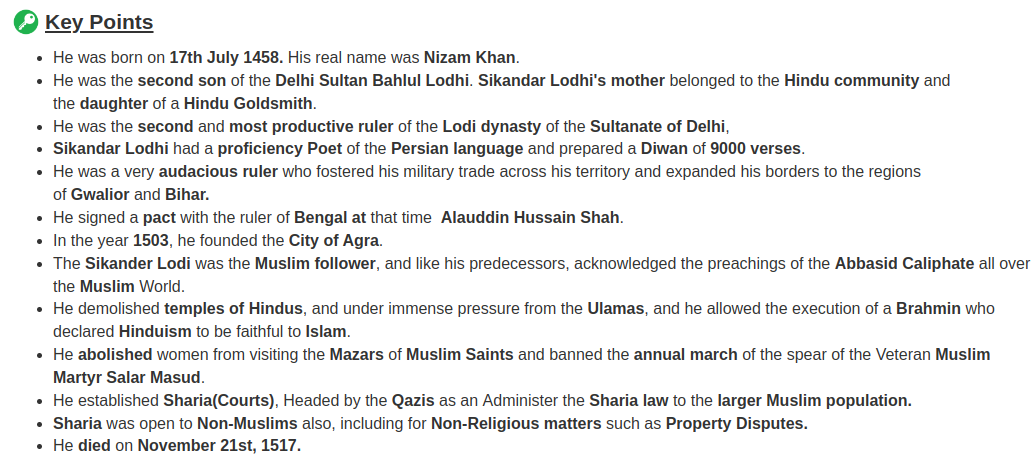 Key Points
He was born on 17th July 1458. His real name was Nizam Khan.
He was the second son of the Delhi Sultan Bahlul Lodhi. Sikandar Lodhi's mother belonged to the Hindu community and
the daughter of a Hindu Goldsmith.
He was the second and most productive ruler of the Lodi dynasty of the Sultanate of Delhi,
Sikandar Lodhi had a proficiency Poet of the Persian language and prepared a Diwan of 9000 verses.
He was a very audacious ruler who fostered his military trade across his territory and expanded his borders to the regions
of Gwalior and Bihar.
He signed a pact with the ruler of Bengal at that time Alauddin Hussain Shah.
In the year 1503, he founded the City of Agra.
The Sikander Lodi was the Muslim follower, and like his predecessors, acknowledged the preachings of the Abbasid Caliphate all over
the Muslim World.
He demolished temples of Hindus, and under immense pressure from the Ulamas, and he allowed the execution of a Brahmin who
declared Hinduism to be faithful to Islam.
He abolished women from visiting the Mazars of Muslim Saints and banned the annual march of the spear of the Veteran Muslim
Martyr Salar Masud.
He established Sharia(Courts), Headed by the Qazis as an Administer the Sharia law to the larger Muslim population.
Sharia was open to Non-Muslims also, including for Non-Religious matters such as Property Disputes.
He died on November 21st, 1517.